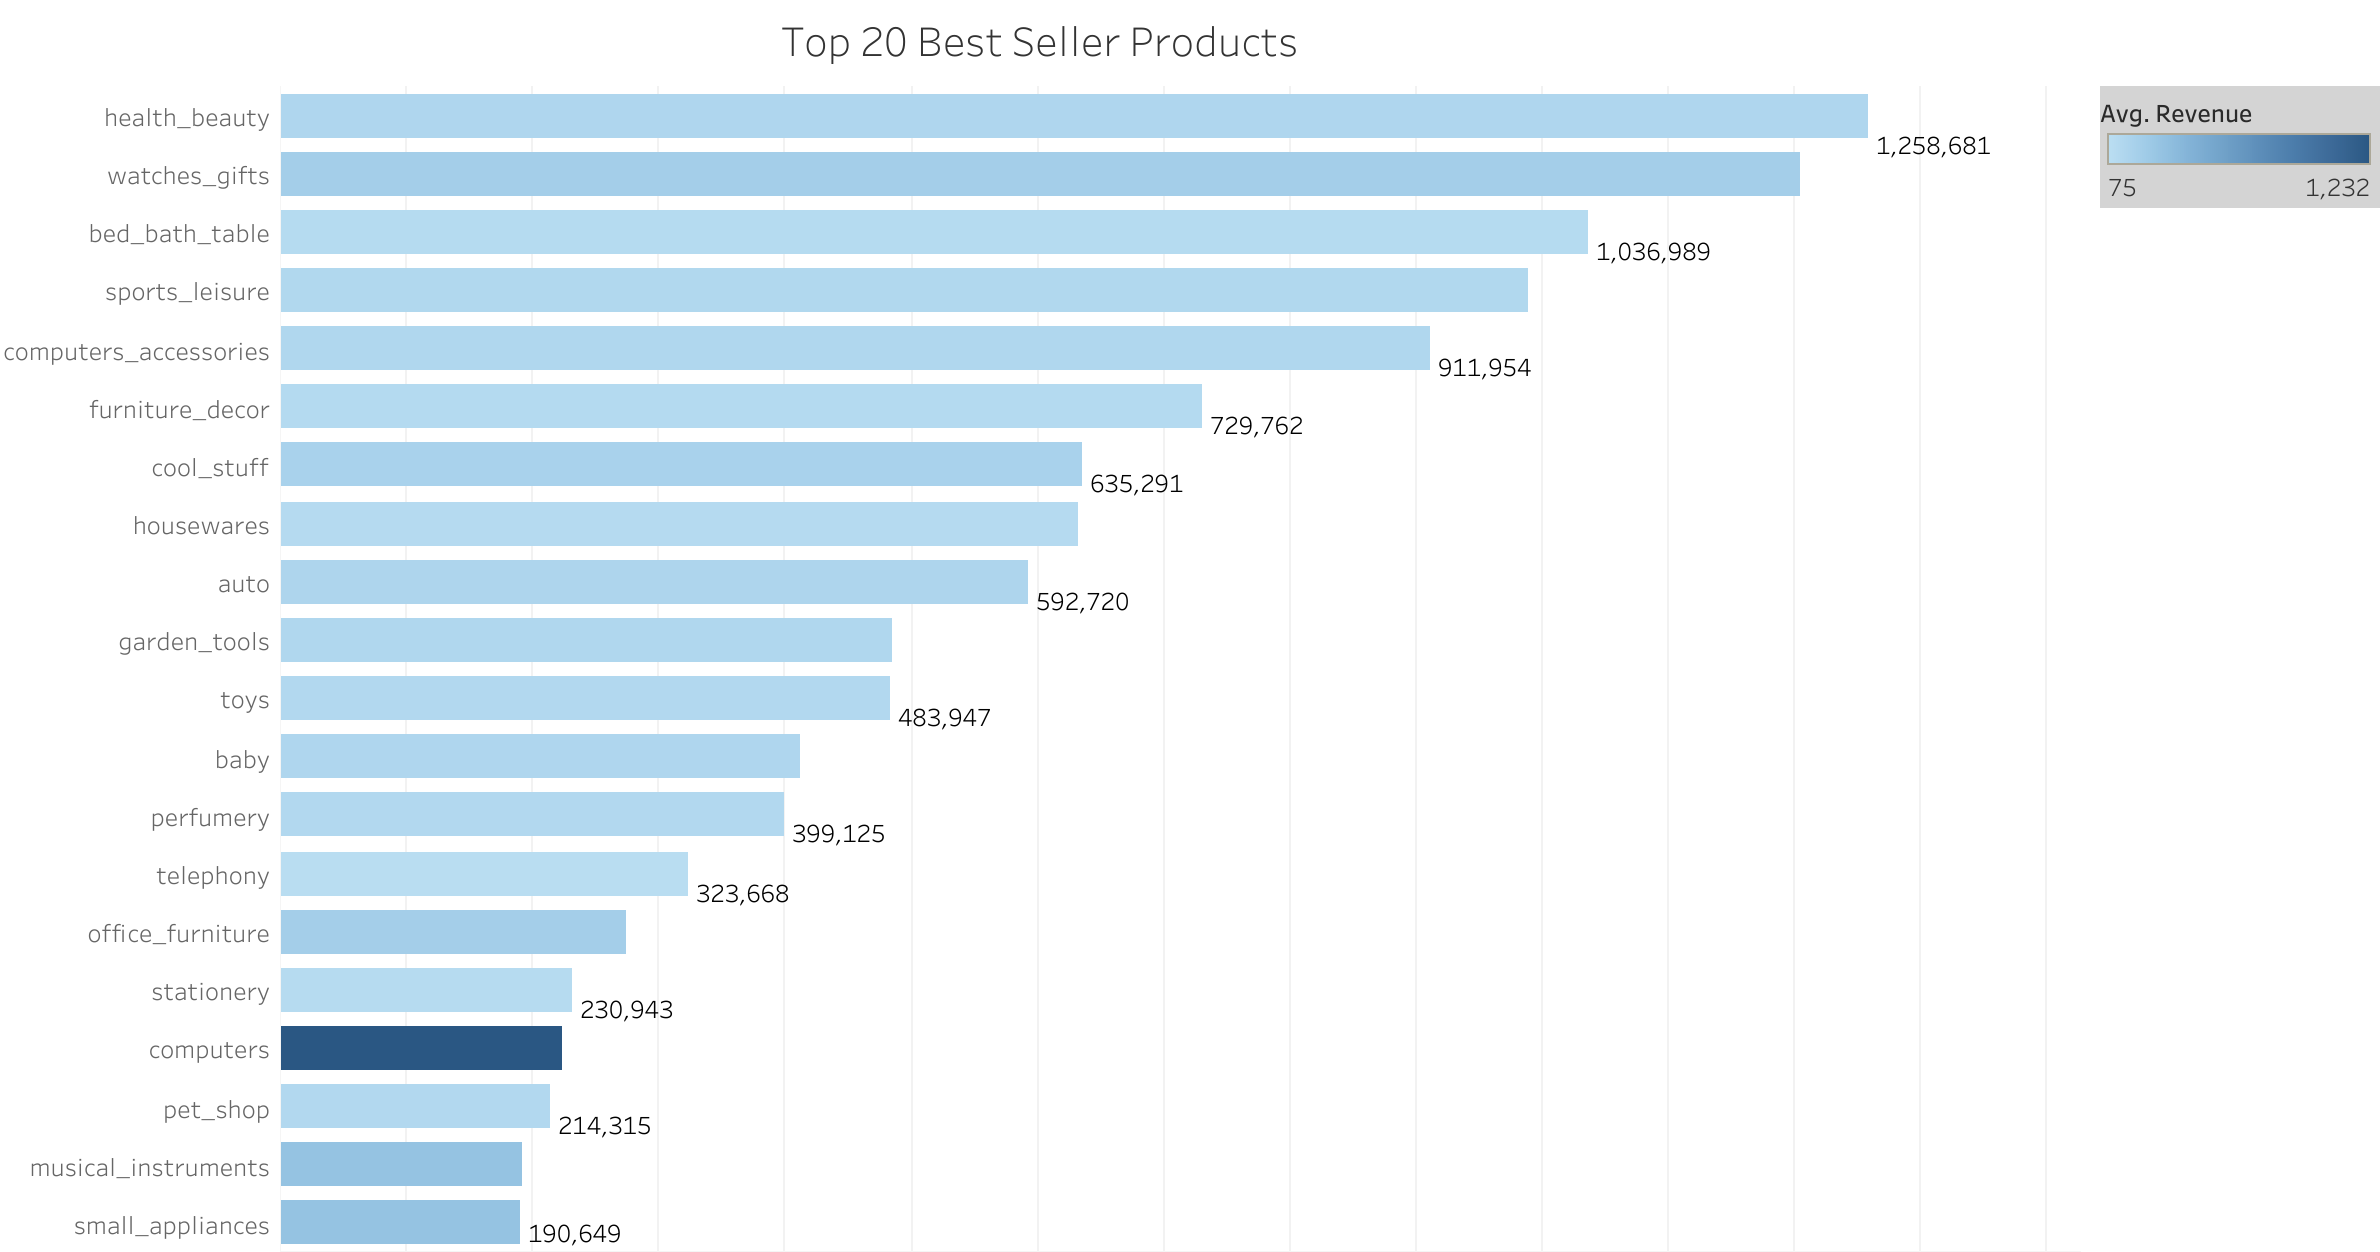 Top 20 Best Seller Products
Avg. Revenue
75 1,232
health_beauty
1,258,681
watches_gifts
bed_bath_table
1,036,989
sports_leisure
computers_accessories
911,954
furniture_decor
729,762
cool_stuff
635,291
housewares
auto
592,720
garden_tools
toys
483,947
baby
perfumery
399,125
telephony
323,668
office_furniture
stationery
230,943
computers
pet_shop
214,315
musical_instruments
small_appliances
190,649